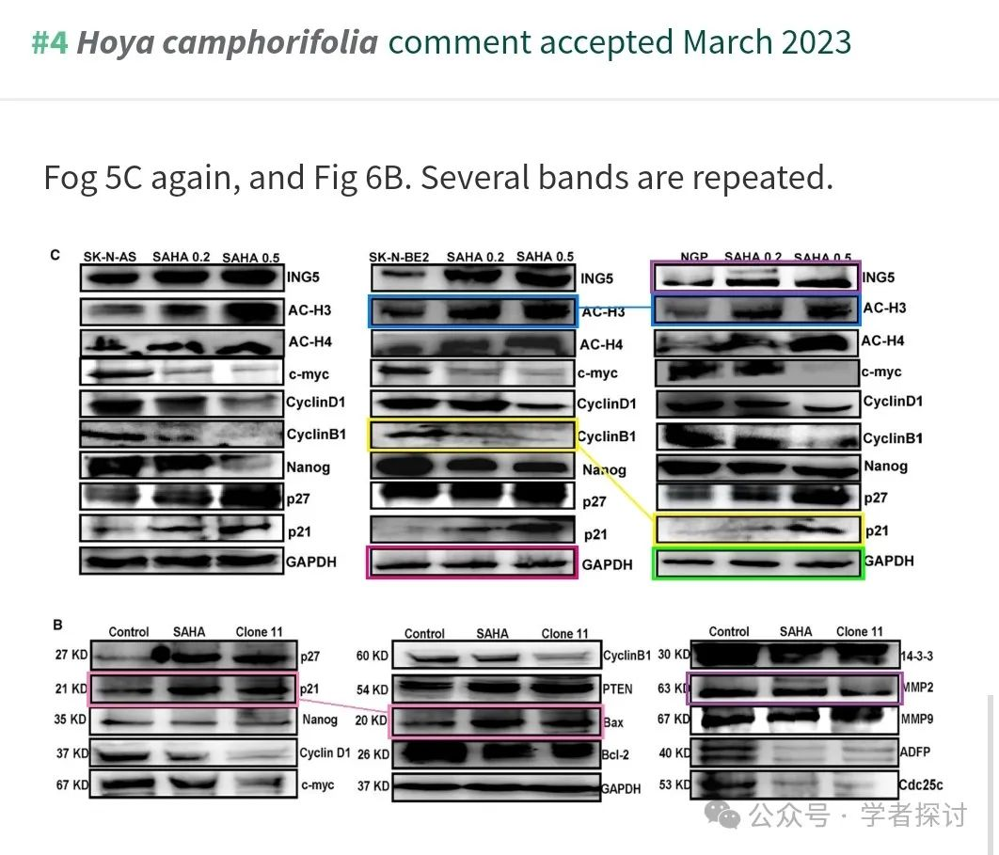 #4 Hoya camphorifolia comment accepted March 2023
Fog 5C again, and Fig 6B. Several bands are repeated.
C
SK-N-AS SAHA 0.2 SAHA 0.5
ING5
AC-H3
AC-H4
c-myc
CyclinD1
CyclinB1
Nanog
p27
p21
GAPDH
SK-N-BE2 SAHA 0.2 SAHA 0.5
ING5
AC-H3
AC-H4
c-myc
CyclinD1
CyclinB1
Nanog
p27
p21
GAPDH
NGP SAHA 0.2 SAHA 0.5
ING5
AC-H3
AC-H4
c-myc
CyclinD1
CyclinB1
Nanog
p27
p21
GAPDH
B
Control SAHA Clone 11
27 KD p27
21 KD p21
35 KD Nanog
37 KD Cyclin D1
67 KD c-myc
Control SAHA Clone 11
60 KD CyclinB1
54 KD PTEN
20 KD Bax
26 KD Bcl-2
37 KD GAPDH
Control SAHA Clone 11
30 KD 14-3-3
63 KD MMP2
67 KD MMP9
40 KD ADFP
53 KD Cdc25c
公众号 · 学者探讨